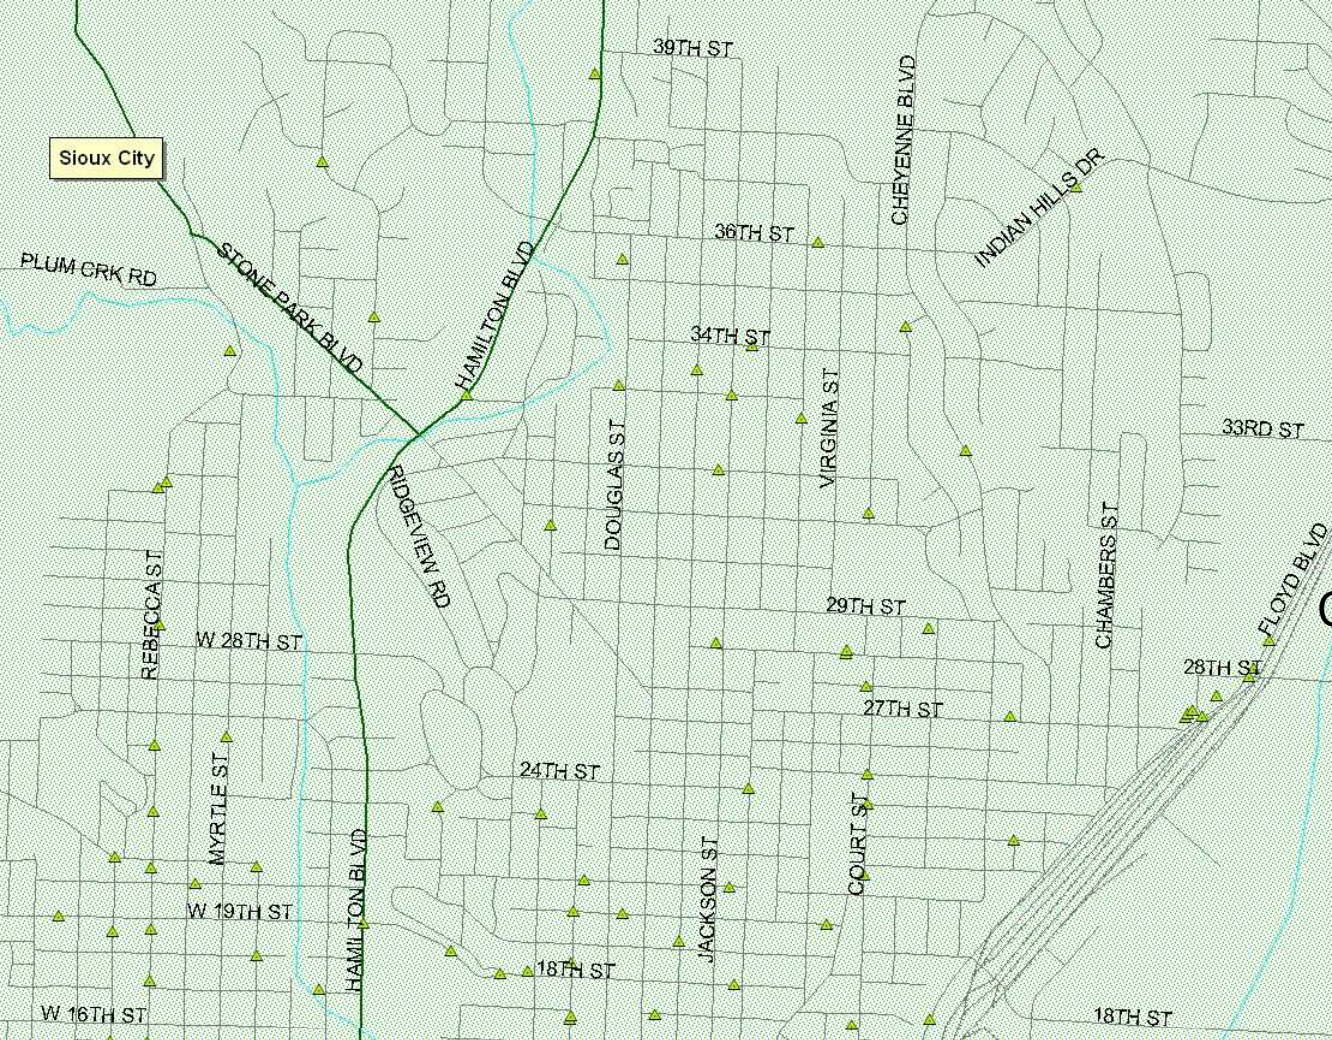 39TH ST
CHEYENNE BLVD
Sioux City
INDIAN HILLS DR
36TH ST
STONE PARK BLVD
HAMILTON BLVD
PLUM CRK RD
34TH ST
VIRGINIA ST
DOUGLAS ST
33RD ST
RIDGEVIEW RD
CHAMBERS ST
FLOYD BLVD
REBECCA ST
29TH ST
W 28TH ST
28TH ST
27TH ST
24TH ST
MYRTLE ST
COURT ST
HAMILTON BLVD
JACKSON ST
W 19TH ST
18TH ST
W 16TH ST
18TH ST